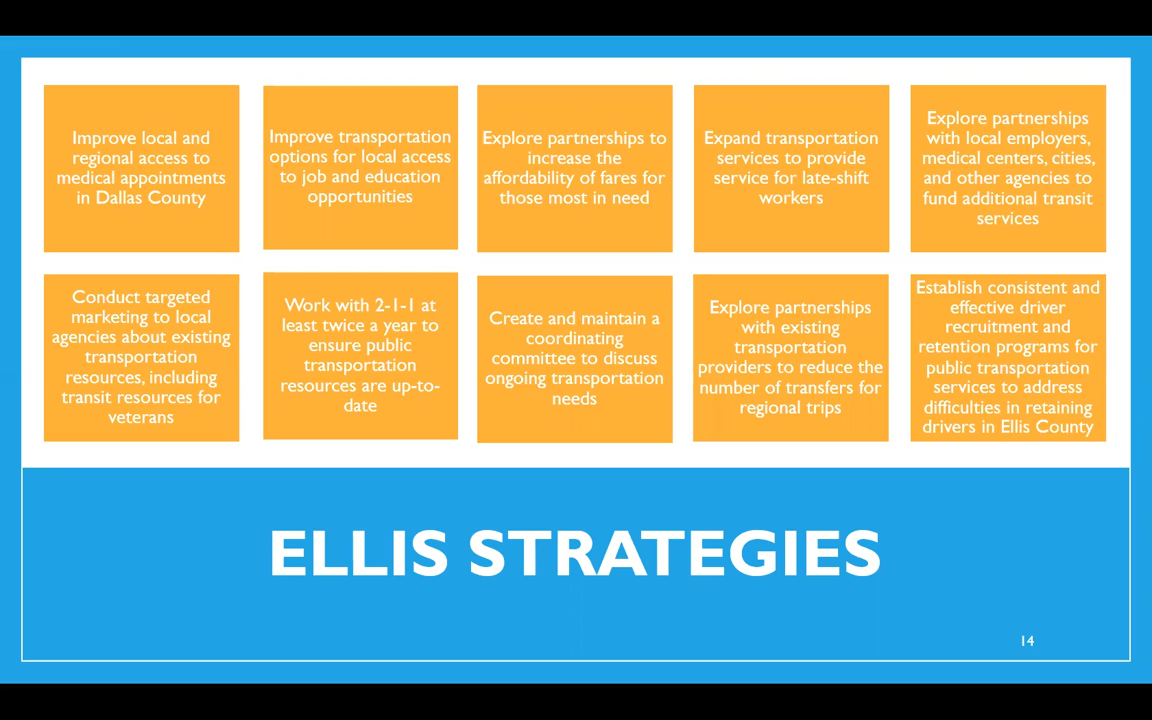 Improve local and
regional access to
medical appointments
in Dallas County
Improve transportation
options for local access
to job and education
opportunities
Explore partnerships to
increase the
affordability of fares for
those most in need
Expand transportation
services to provide
service for late-shift
workers
Explore partnerships
with local employers,
medical centers, cities,
and other agencies to
fund additional transit
services
Conduct targeted
marketing to local
agencies about existing
transportation
resources, including
transit resources for
veterans
Work with 2-1-1 at
least twice a year to
ensure public
transportation
resources are up-to-
date
Create and maintain a
coordinating
committee to discuss
ongoing transportation
needs
Explore partnerships
with existing
transportation
providers to reduce the
number of transfers for
regional trips
Establish consistent and
effective driver
recruitment and
retention programs for
public transportation
services to address
difficulties in retaining
drivers in Ellis County
ELLIS STRATEGIES
14